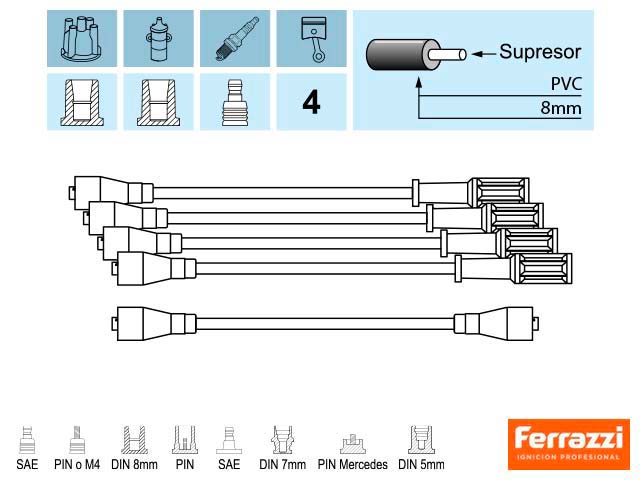 Supresor
PVC
4
8mm
SAE PIN o M4 DIN 8mm PIN SAE DIN 7mm PIN Mercedes DIN 5mm
Ferrazzi
IGNICION PROFESIONAL